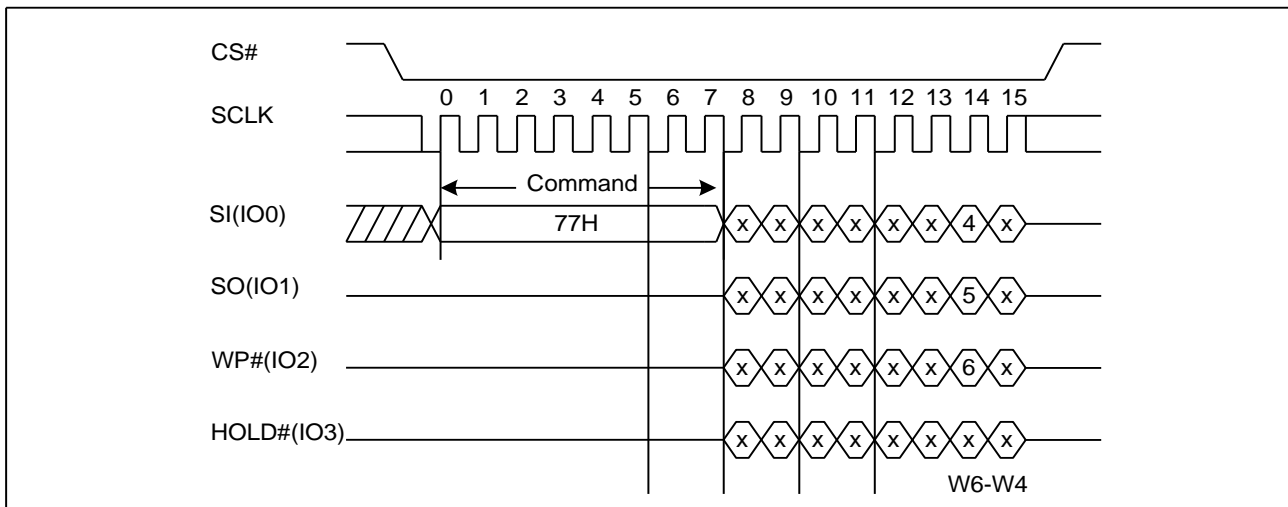 CS#
0 1 2 3 4 5 6 7 8 9 10 11 12 13 14 15
SCLK
Command
SI(IO0) 77H x x x x x x 4 x
SO(IO1) x x x x x x 5 x
WP#(IO2) x x x x x x 6 x
HOLD#(IO3) x x x x x x x x
W6-W4